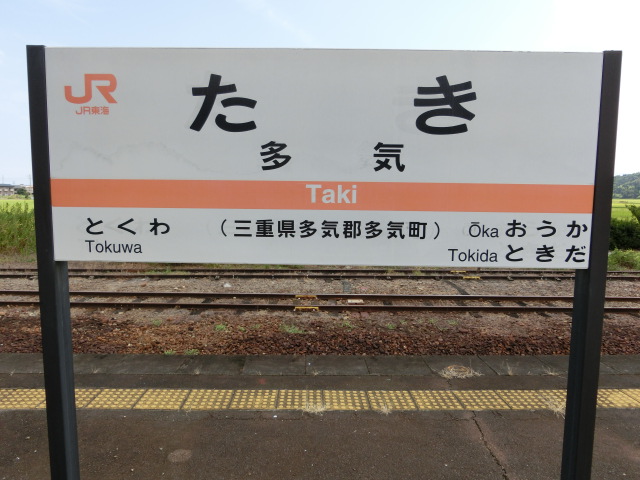 JR
JR東海
たき
多気
Taki
とくわ
Tokuwa
(三重県多気郡多気町)
Ōka おうか
Tokida ときだ